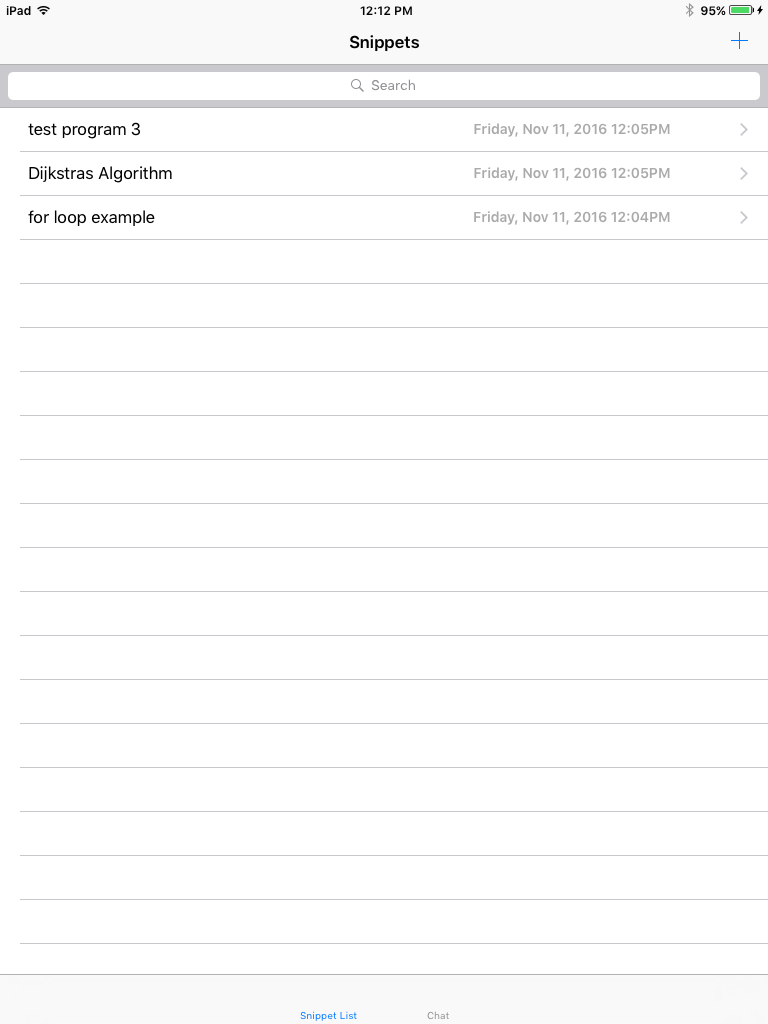 iPad 12:12 PM 95%
Snippets
Search
test program 3 Friday, Nov 11, 2016 12:05PM
Dijkstras Algorithm Friday, Nov 11, 2016 12:05PM
for loop example Friday, Nov 11, 2016 12:04PM
Snippet List Chat